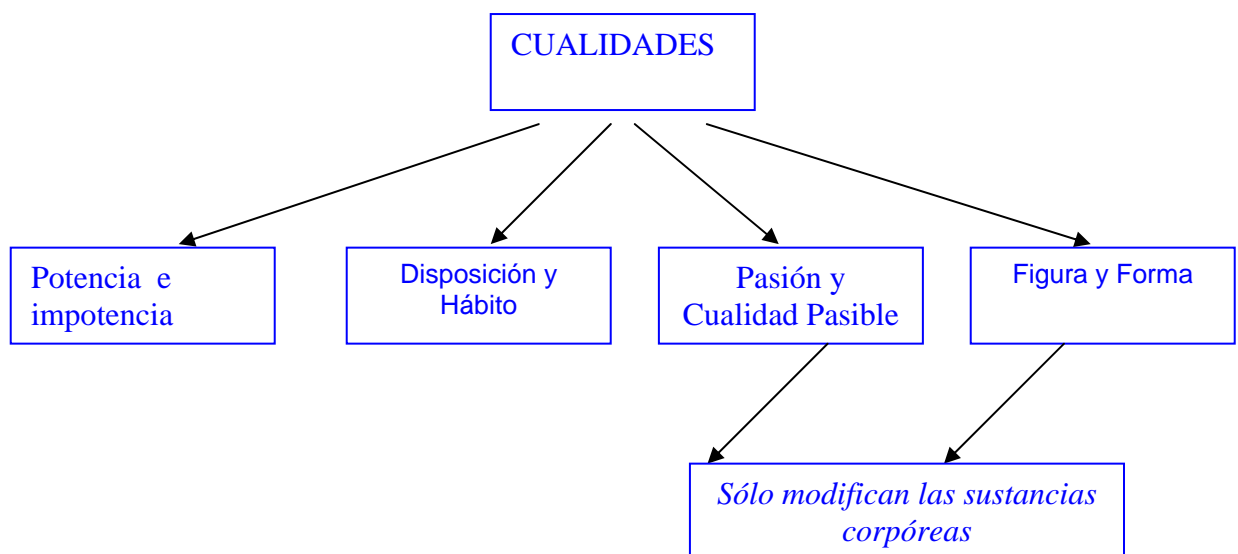 CUALIDADES
Potencia e
impotencia
Disposición y
Hábito
Pasión y
Cualidad Pasible
Figura y Forma
Sólo modifican las sustancias
corpóreas